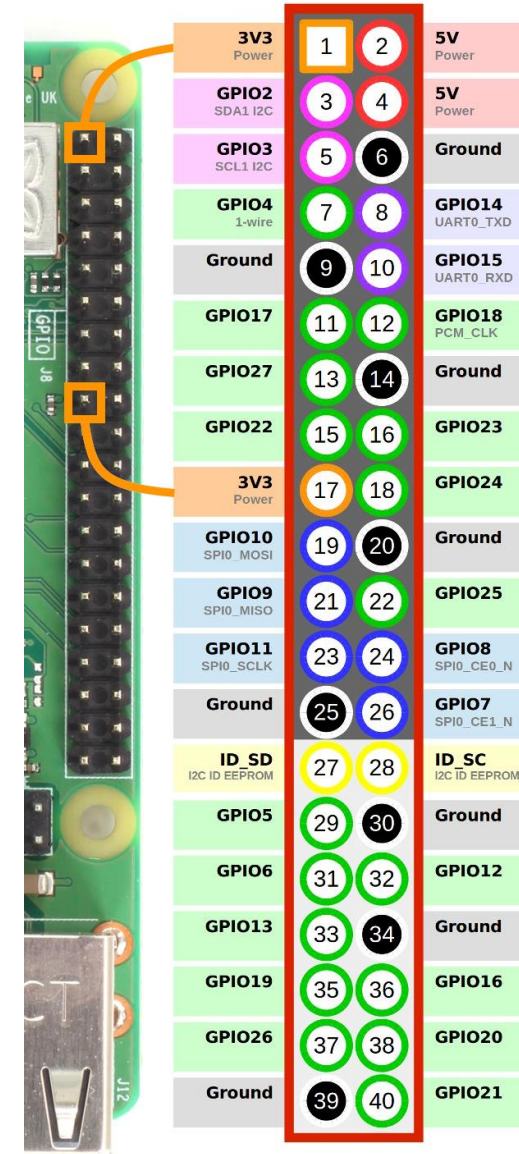 3V3
Power
1
2
5V
Power
GPIO2
SDA1 I2C
3
4
5V
Power
GPIO3
SCL1 I2C
5
6
Ground
GPIO4
1-wire
7
8
GPIO14
UART0_TXD
Ground
9
10
GPIO15
UART0_RXD
GPIO17
11
12
GPIO18
PCM_CLK
GPIO27
13
14
Ground
GPIO22
15
16
GPIO23
3V3
Power
17
18
GPIO24
GPIO10
SPI0_MOSI
19
20
Ground
GPIO9
SPI0_MISO
21
22
GPIO25
GPIO11
SPI0_SCLK
23
24
GPIO8
SPI0_CE0_N
Ground
25
26
GPIO7
SPI0_CE1_N
ID_SD
I2C ID EEPROM
27
28
ID_SC
I2C ID EEPROM
GPIO5
29
30
Ground
GPIO6
31
32
GPIO12
GPIO13
33
34
Ground
GPIO19
35
36
GPIO16
GPIO26
37
38
GPIO20
Ground
39
40
GPIO21
UK
GPIO
J8
CT
J12